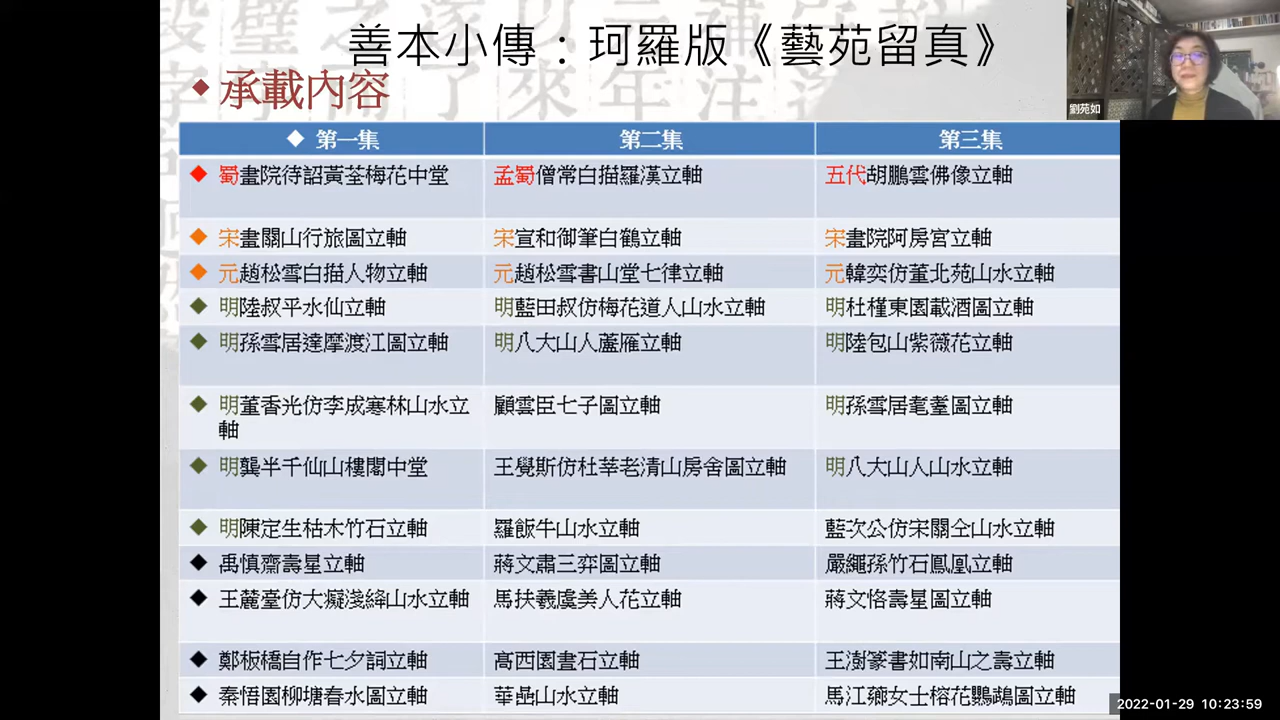 善本小傳：珂羅版《藝苑留真》
承載內容
劉苑如
第一集 第二集 第三集
蜀畫院待詔黃荃梅花中堂 孟蜀僧常白描羅漢立軸 五代胡鵬雲佛像立軸
宋畫關山行旅圖立軸 宋宣和御筆白鶴立軸 宋畫院阿房宮立軸
元趙松雪白描人物立軸 元趙松雪書山堂七律立軸 元韓奕仿董北苑山水立軸
明陸叔平水仙立軸 明藍田叔仿梅花道人山水立軸 明杜槿東園載酒圖立軸
明孫雪居達摩渡江圖立軸 明八大山人蘆雁立軸 明陸包山紫薇花立軸
明董香光仿李成寒林山水立 顧雲臣七子圖立軸 明孫雪居耄耋圖立軸
軸
明龔半千仙山樓閣中堂 王覺斯仿杜莘老清山房舍圖立軸 明八大山人山水立軸
明陳定生枯木竹石立軸 羅飯牛山水立軸 藍次公仿宋關仝山水立軸
禹慎齋壽星立軸 蔣文肅三弈圖立軸 嚴繩孫竹石鳳凰立軸
王麓臺仿大癡淺絳山水立軸 馬扶羲虞美人花立軸 蔣文恪壽星圖立軸
鄭板橋自作七夕詞立軸 高西園畫石立軸 王澍篆書如南山之壽立軸
秦悟園柳塘春水圖立軸 華嵒山水立軸 馬江薌女士榕花鸚鵡圖立軸
2022-01-29 10:23:59